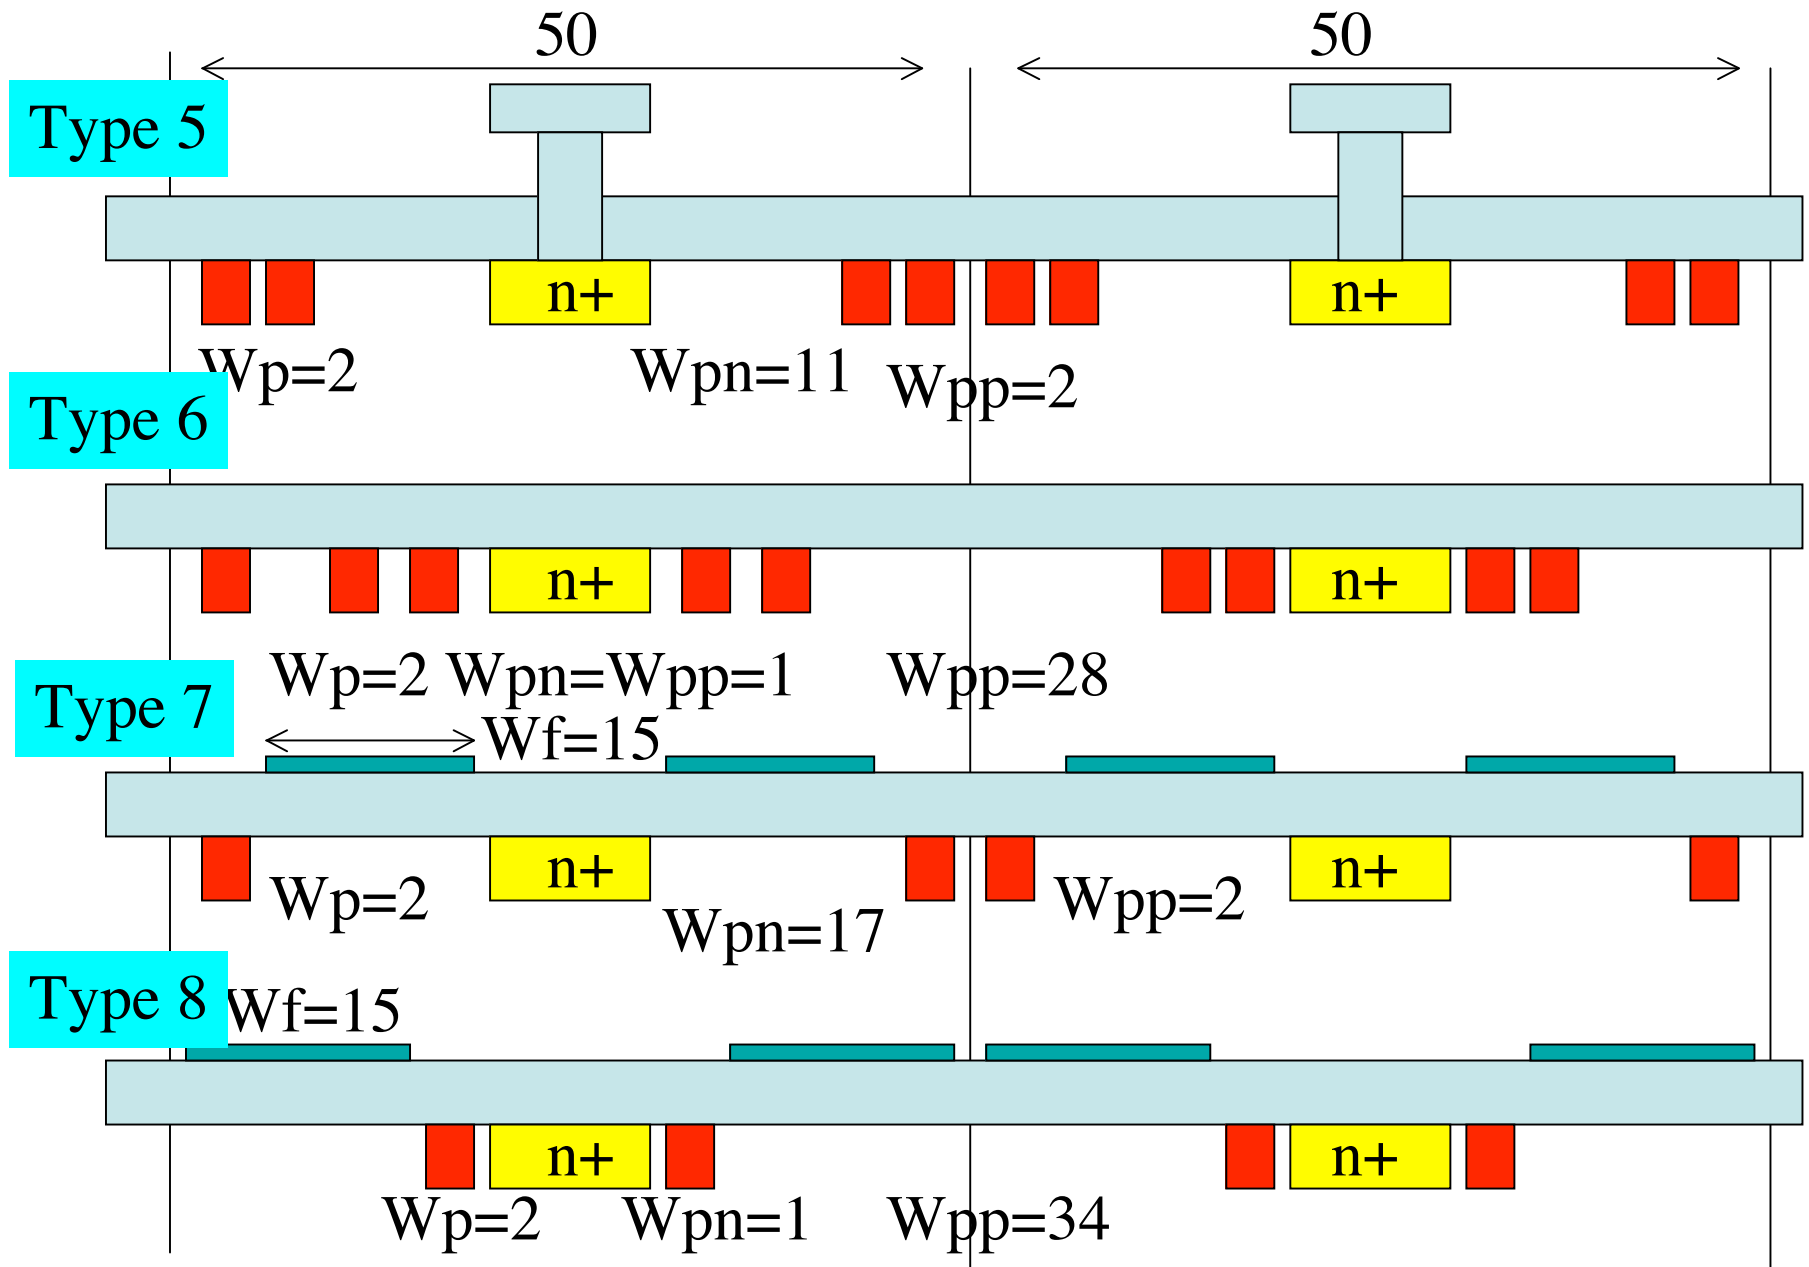 50 50
Type 5
n+ n+
Wp=2 Wpn=11 Wpp=2
Type 6
n+ n+
Wp=2 Wpn=Wpp=1 Wpp=28
Type 7
Wf=15
n+ n+
Wp=2 Wpn=17 Wpp=2
Type 8
Wf=15
n+ n+
Wp=2 Wpn=1 Wpp=34